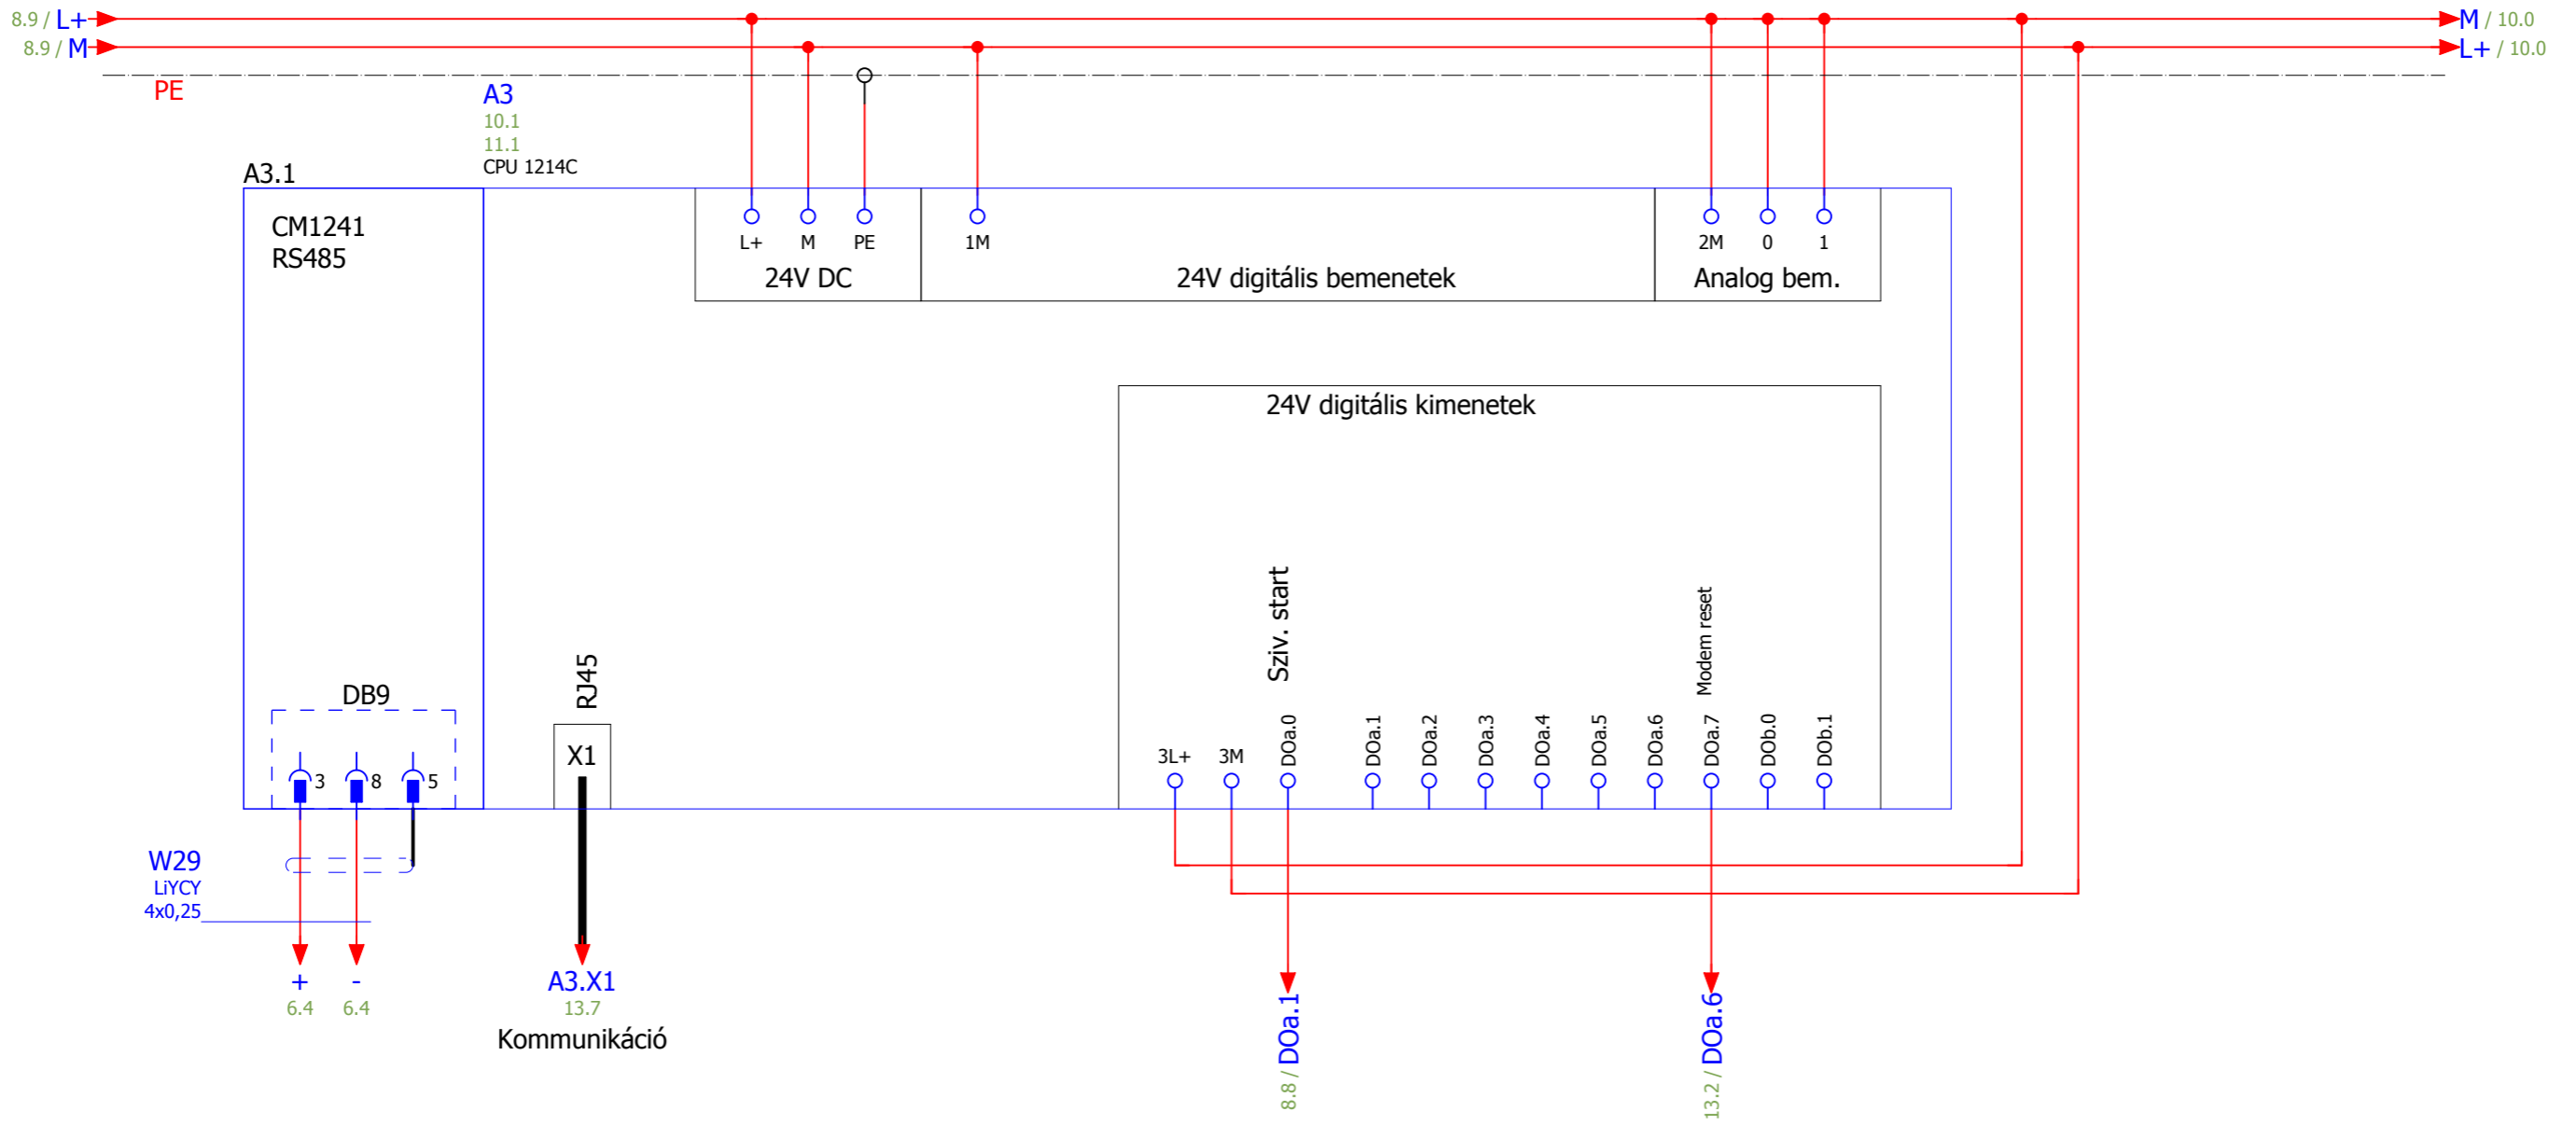 8.9 / L+
M / 10.0
8.9 / M
L+ / 10.0
PE
A3
10.1
11.1
CPU 1214C
A3.1
CM1241
RS485
L+ M PE 1M 2M 0 1
24V DC 24V digitális bemenetek Analog bem.
24V digitális kimenetek
Sziv. start
Modem reset
RJ45
DB9
X1
3 8 5
3L+ 3M DOa.0 DOa.1 DOa.2 DOa.3 DOa.4 DOa.5 DOa.6 DOa.7 DOb.0 DOb.1
W29
LiYCY
4x0,25
+ -
6.4 6.4
A3.X1
13.7
Kommunikáció
8.8 / DOa.1
13.2 / DOa.6